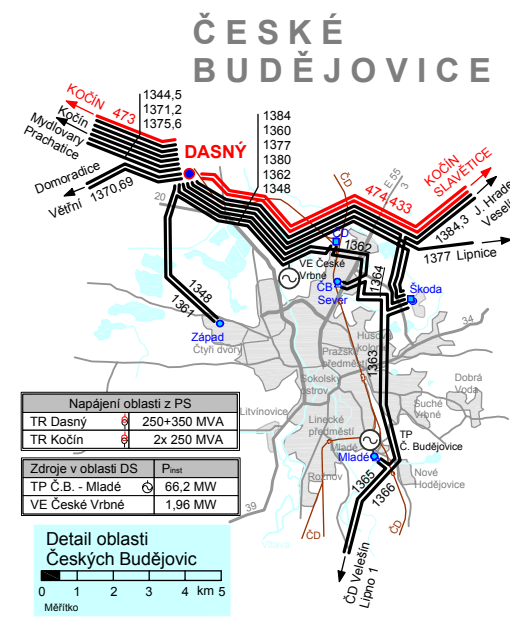 ČESKÉ
BUDĚJOVICE
KOČÍN
473
Kočín
Mydlovary
Prachatice
1344,5
1371,2
1375,6
1384
1360
1377
1380
1362
1348
DASNÝ
Domoradice
Větřní
1370,69
ČD
E 55
3
474,433
KOČÍN
SLAVĚTICE
J. Hradec
Veselí
1384,3
1377 Lipnice
20
ČD
1362
1364
VE České
Vrbné
ČB
Sever
Škoda
1348
1361
Západ
Čtyři dvory
34
Husova
kolonie
Pražské
předměstí
1363
Sokolský
ostrov
Dobrá
Voda
Suché
Vrbné
Litvínovice
Linecké
předměstí
Mladé
TP
Č. Budějovice
Mladé
Rožnov
1365
1366
Nové
Hodějovice
39
Vltava
ČD
ČD
ČD Velešín
Lipno 1
Napájení oblasti z PS
TR Dasný 250+350 MVA
TR Kočín 2x 250 MVA
Zdroje v oblasti DS Pinst
TP Č.B. - Mladé 66,2 MW
VE České Vrbné 1,96 MW
Detail oblasti
Českých Budějovic
0 1 2 3 4 km 5
Měřítko